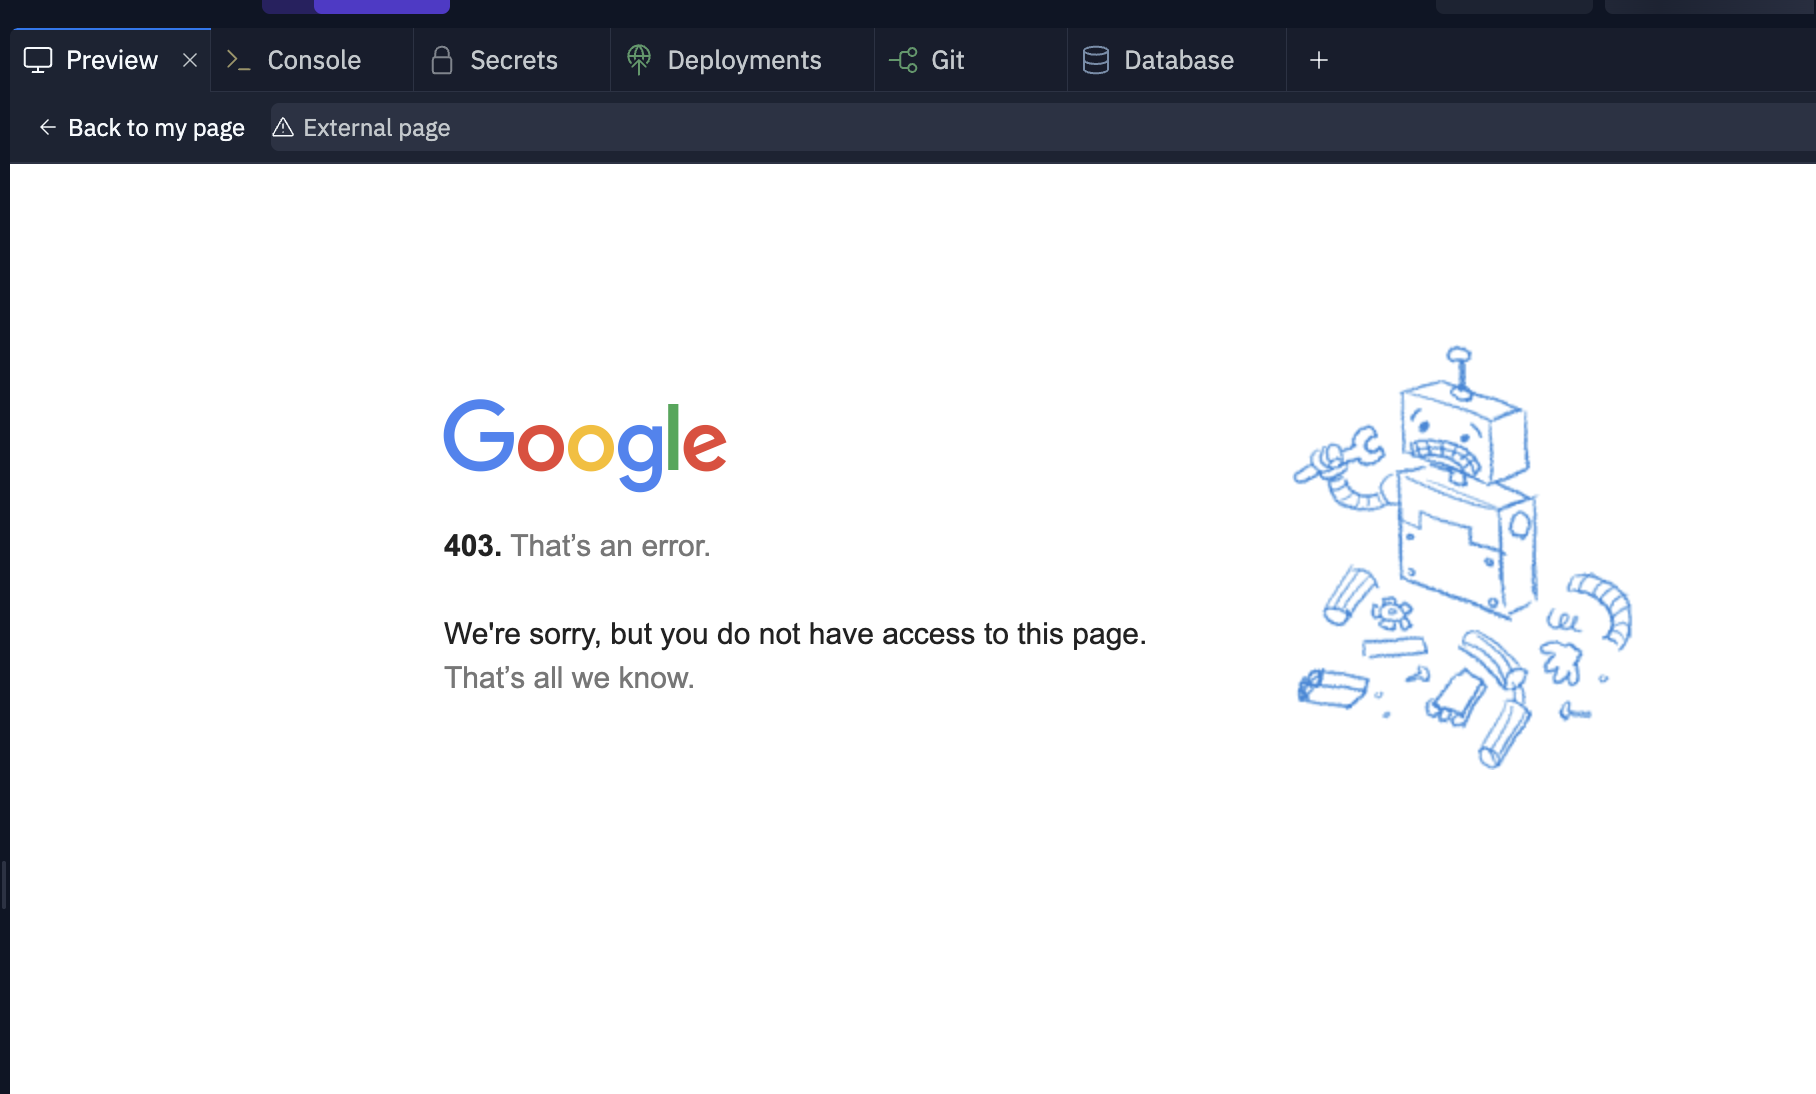 Preview
Console
Secrets
Deployments
Git
Database
Back to my page
External page
Google
403. That’s an error.
We're sorry, but you do not have access to this page.
That’s all we know.